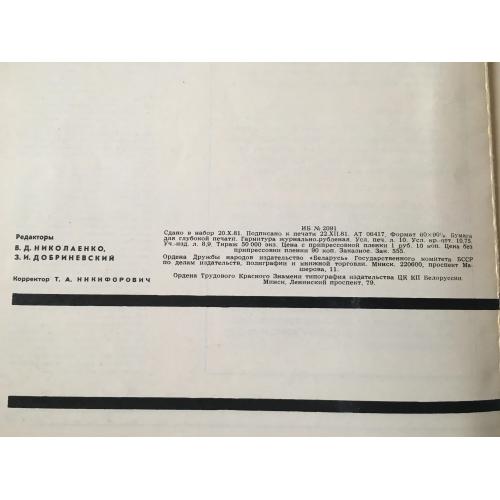 Редакторы
В. Д. НИКОЛАЕНКО,
З. И. ДОБРИНЕВСКИЙ
Корректор Т. А. НИКИФОРОВИЧ
ИБ № 2091
Сдано в набор 20.X.81. Подписано к печати 22.XII.81. АТ 06417. Формат 60×90⅛. Бумага
для глубокой печати. Гарнитура журнально-рубленая. Усл. печ. л. 10. Усл. кр.-отт. 10,75.
Уч.-изд. л. 8,9. Тираж 50 000 экз. Цена с припрессовкой пленки 1 руб. 10 коп. Цена без
припрессовки пленки 90 коп. Заказное. Зак. 355.
Ордена Дружбы народов издательство «Беларусь» Государственного комитета БССР
по делам издательств, полиграфии и книжной торговли. Минск. 220600, проспект Ма-
шерова, 11.
Ордена Трудового Красного Знамени типография издательства ЦК КП Белоруссии.
Минск, Ленинский проспект, 79.